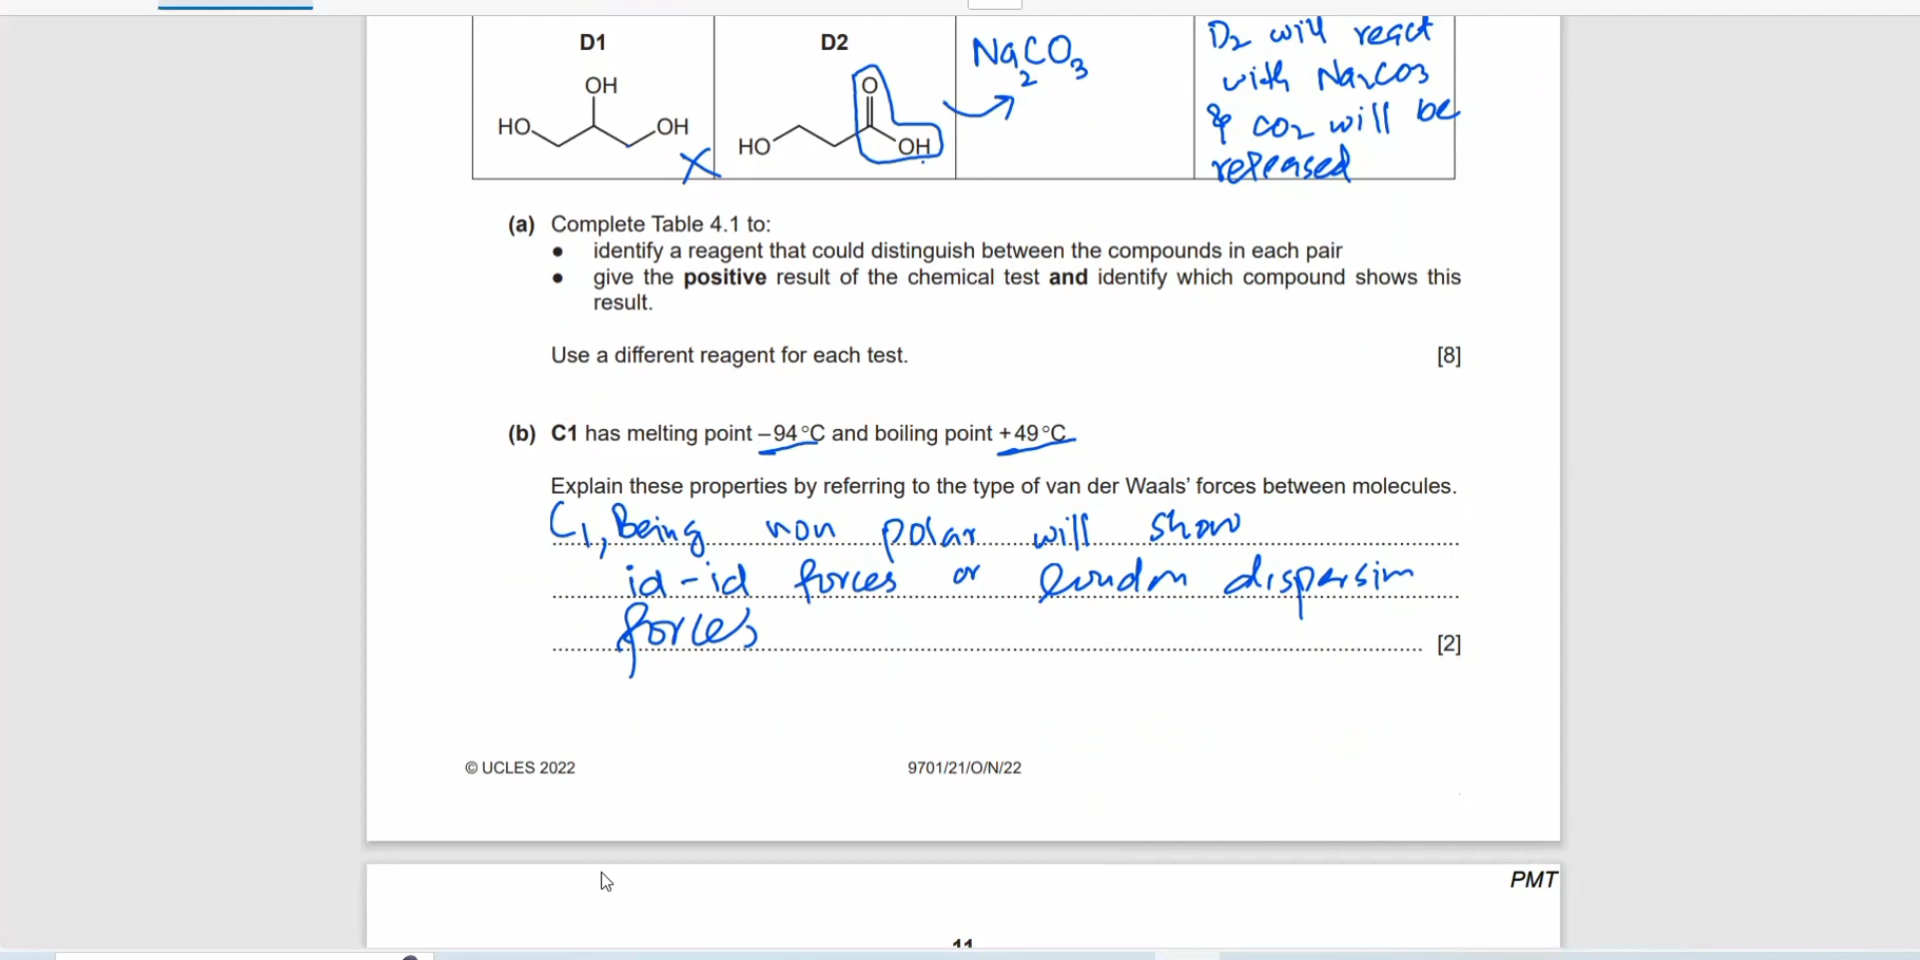 D1
D2
OH
HO
OH
O
HO
OH
Na2CO3
D2 will react
with Na2CO3
& CO2 will be
released
(a) Complete Table 4.1 to:
• identify a reagent that could distinguish between the compounds in each pair
• give the positive result of the chemical test and identify which compound shows this
result.
Use a different reagent for each test. [8]
(b) C1 has melting point –94 °C and boiling point +49 °C
Explain these properties by referring to the type of van der Waals' forces between molecules.
C1, Being non polar will show
id-id forces or london dispersion
forces
[2]
© UCLES 2022 9701/21/O/N/22
PMT
11